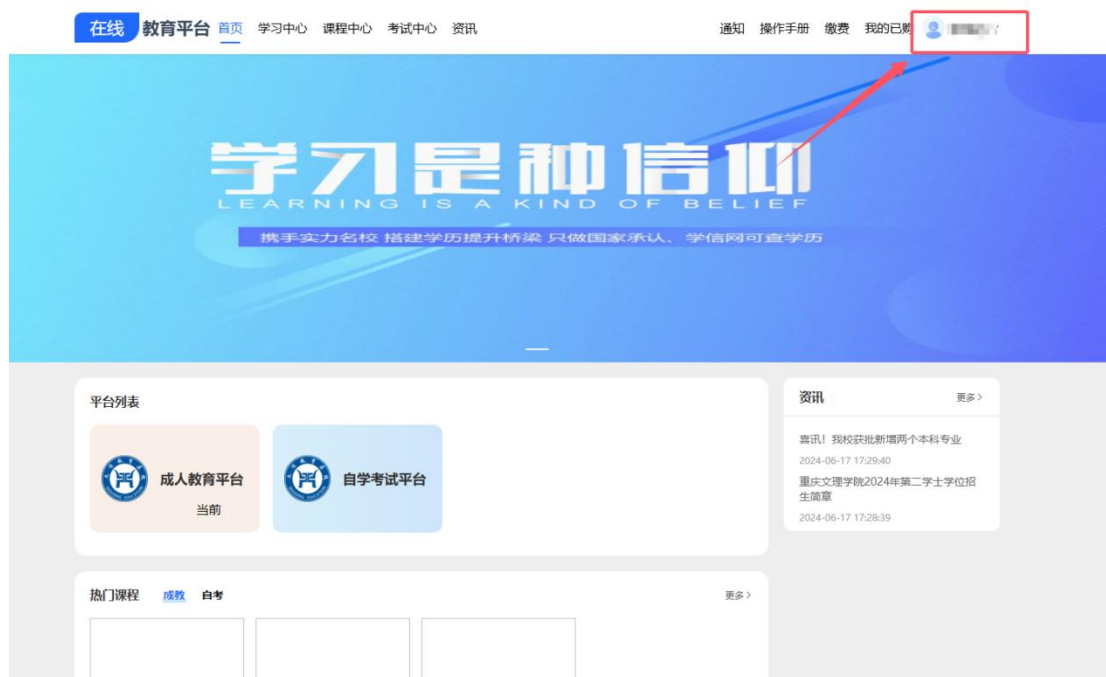 在线 教育平台 首页 学习中心 课程中心 考试中心 资讯 通知 操作手册 缴费 我的已购
学习是种信仰
LEARNING IS A KIND OF BELIEF
携手实力名校 搭建学历提升桥梁 只做国家承认、学信网可查学历
平台列表
成人教育平台
当前
自学考试平台
资讯 更多>
喜讯!我校获批新增两个本科专业
2024-06-17 17:29:40
重庆文理学院2024年第二学士学位招
生简章
2024-06-17 17:28:39
热门课程 成教 自考 更多>